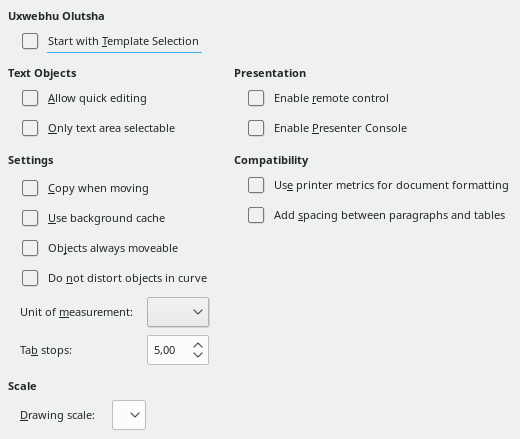 Uxwebhu Olutsha
Start with Template Selection
Text Objects
Allow quick editing
Only text area selectable
Presentation
Enable remote control
Enable Presenter Console
Settings
Copy when moving
Use background cache
Objects always moveable
Do not distort objects in curve
Unit of measurement:
Tab stops: 5,00
Compatibility
Use printer metrics for document formatting
Add spacing between paragraphs and tables
Scale
Drawing scale: